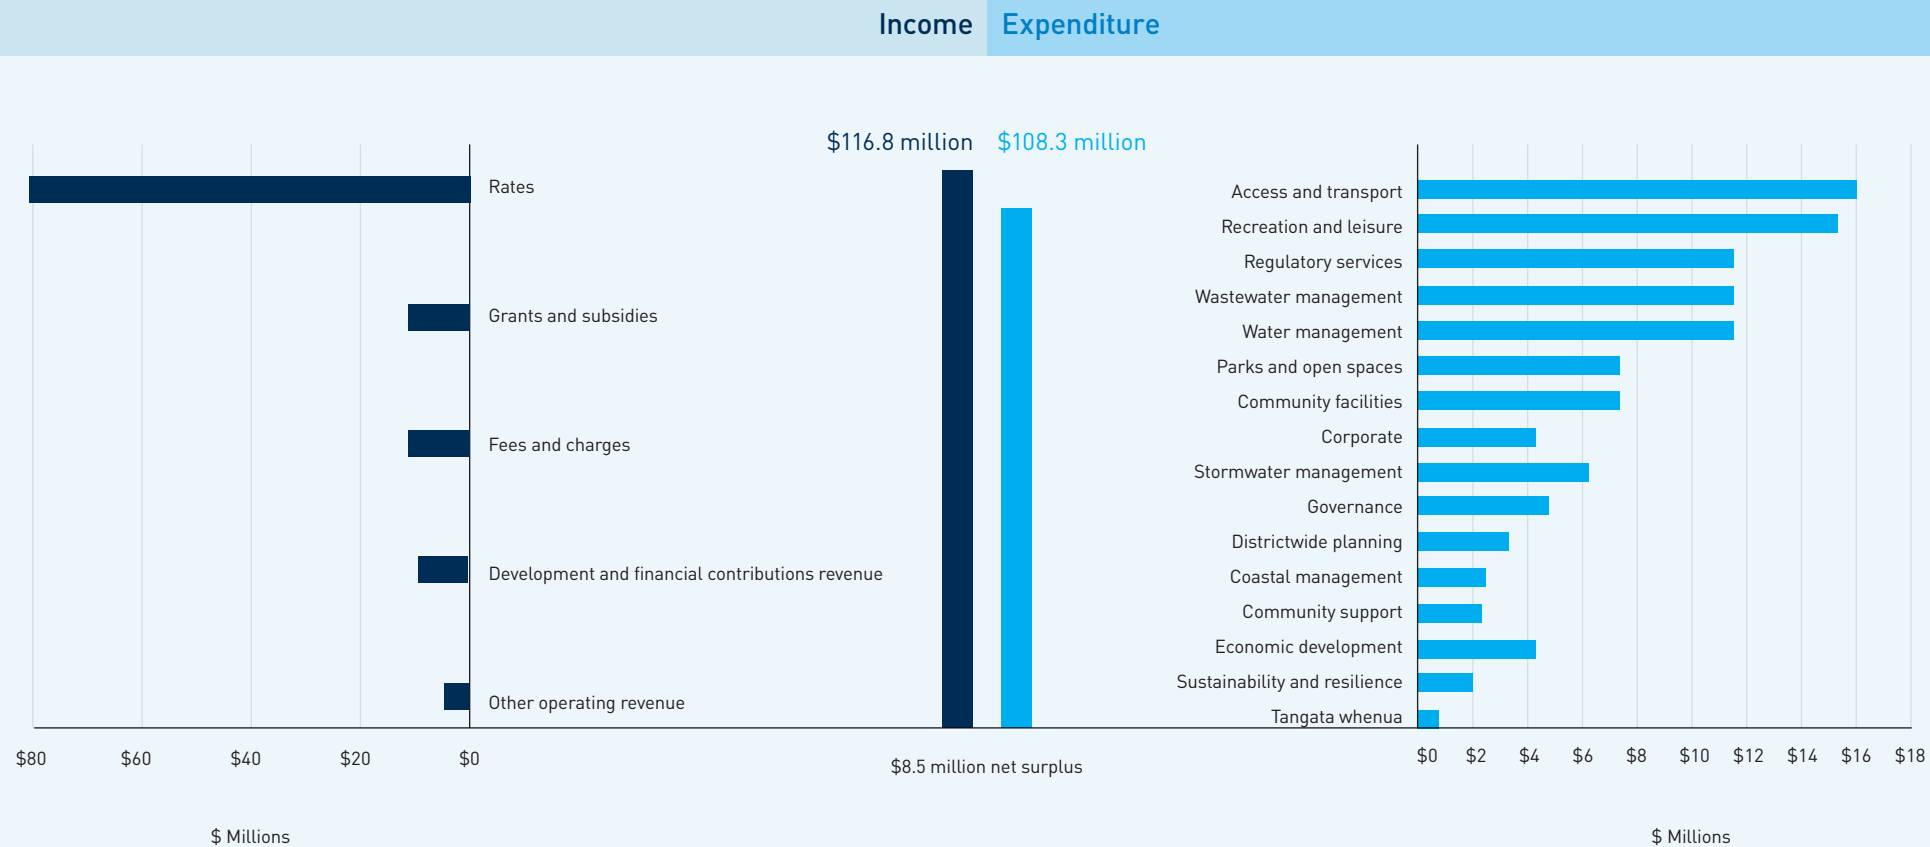 Income
Expenditure
$116.8 million
$108.3 million
Rates
Grants and subsidies
Fees and charges
Development and financial contributions revenue
Other operating revenue
$80 $60 $40 $20 $0
$ Millions
$8.5 million net surplus
Access and transport
Recreation and leisure
Regulatory services
Wastewater management
Water management
Parks and open spaces
Community facilities
Corporate
Stormwater management
Governance
Districtwide planning
Coastal management
Community support
Economic development
Sustainability and resilience
Tangata whenua
$0 $2 $4 $6 $8 $10 $12 $14 $16 $18
$ Millions